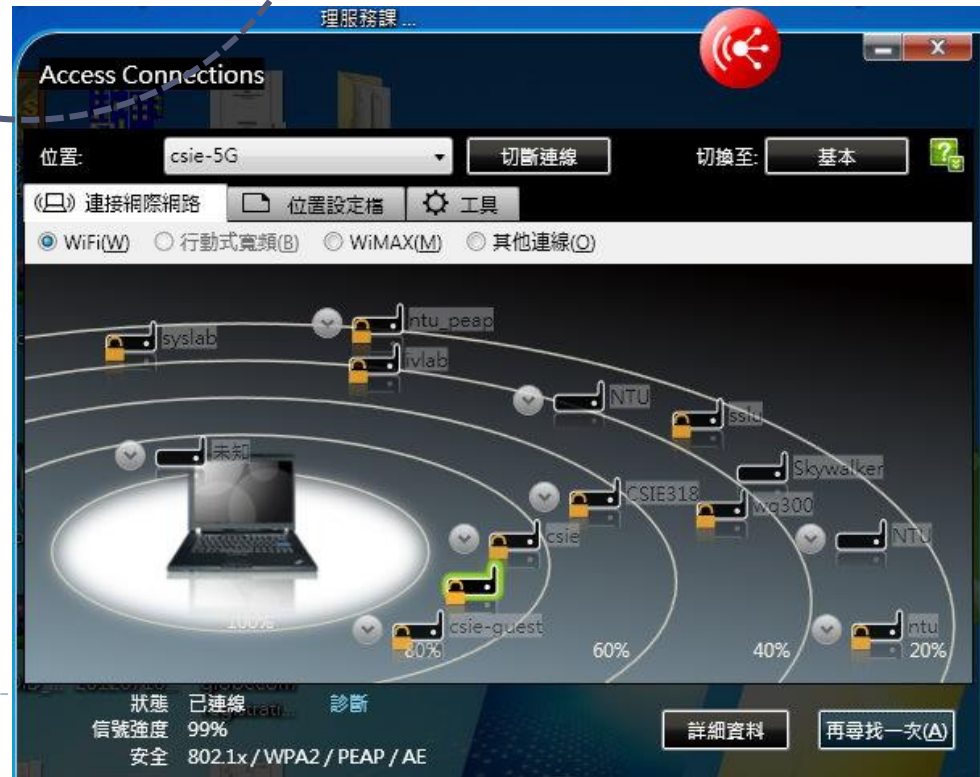 理服務課 ...
Access Connections
位置: csie-5G 切斷連線 切換至: 基本
連接網際網路 位置設定檔 工具
WiFi(W) 行動式寬頻(B) WiMAX(M) 其他連線(O)
ntu_peap
syslab
ivlab
NTU
sslu
未知
Skywalker
CSIE318
wq300
csie
NTU
100%
csie-guest
ntu
80% 60% 40% 20%
狀態 已連線 診斷
信號強度 99%
安全 802.1x / WPA2 / PEAP / AE
詳細資料 再尋找一次(A)